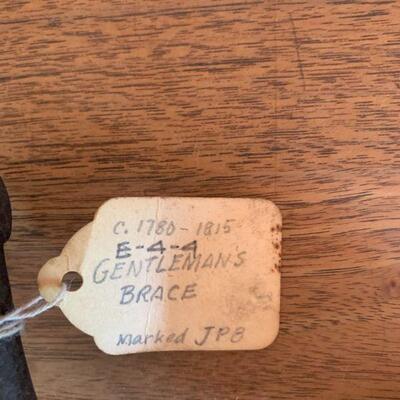 C. 1780-1815
E-4-4
GENTLEMAN'S
BRACE
Marked JPB